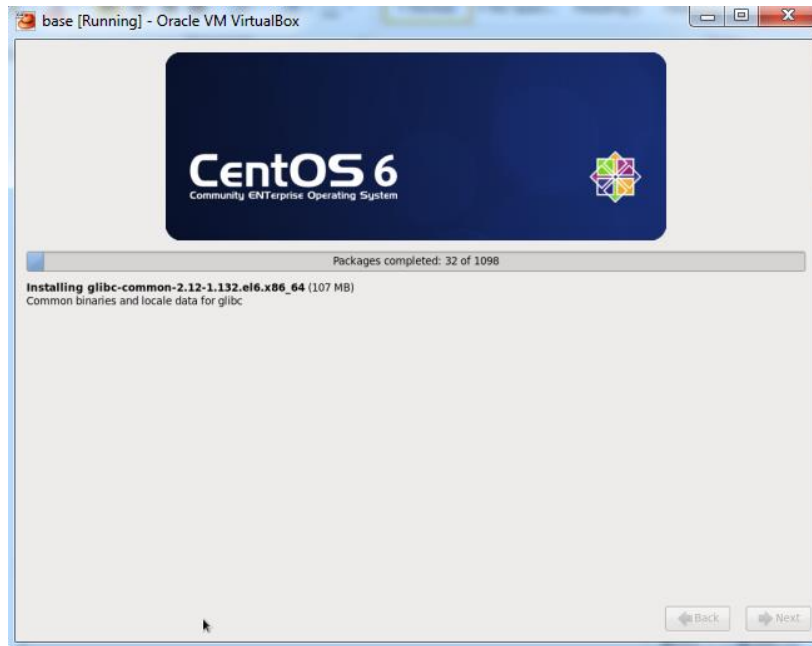 base [Running] - Oracle VM VirtualBox
CentOS 6
Community ENTerprise Operating System
Packages completed: 32 of 1098
Installing glibc-common-2.12-1.132.el6.x86_64 (107 MB)
Common binaries and locale data for glibc
Back Next